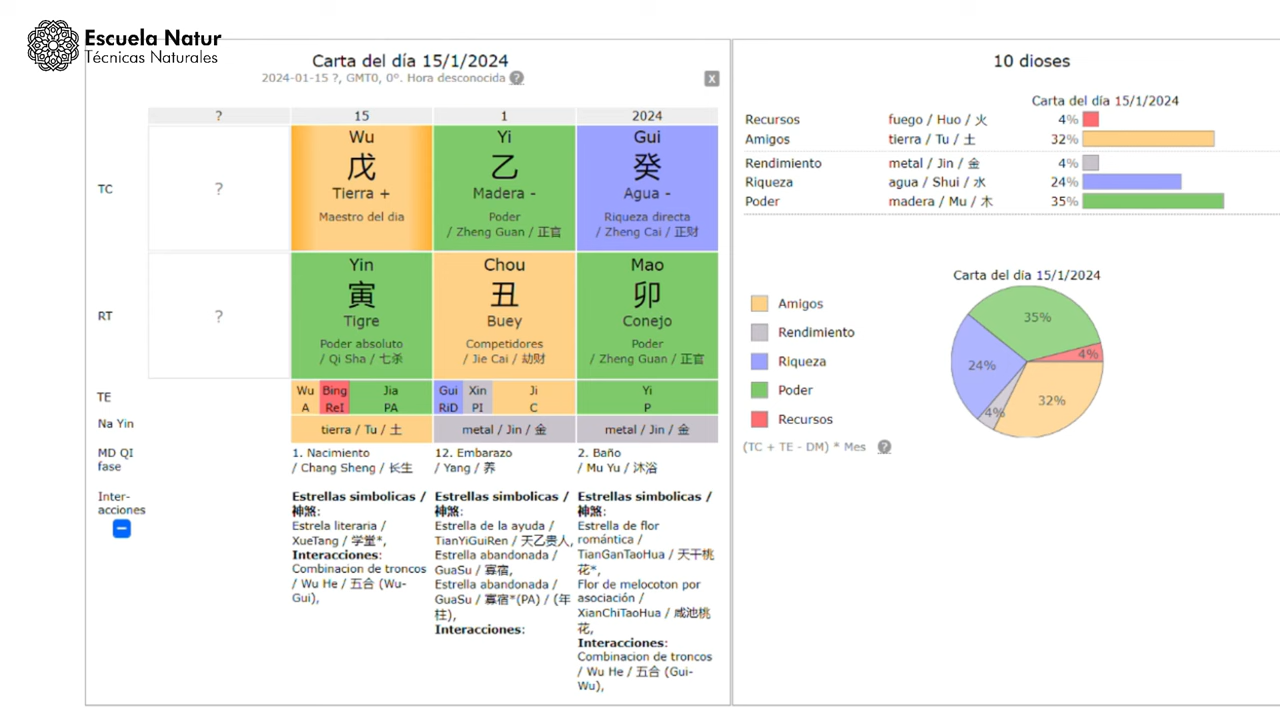 Escuela Natur
Técnicas Naturales
Carta del día 15/1/2024
2024-01-15 ?, GMT0, 0º. Hora desconocida ?
X
? 15 1 2024
TC
?
Wu
戊
Tierra +
Maestro del dia
Yi
乙
Madera -
Poder
/ Zheng Guan / 正官
Gui
癸
Agua -
Riqueza directa
/ Zheng Cai / 正财
RT
?
Yin
寅
Tigre
Poder absoluto
/ Qi Sha / 七杀
Chou
丑
Buey
Competidores
/ Jie Cai / 劫财
Mao
卯
Conejo
Poder
/ Zheng Guan / 正官
TE
Wu Bing Jia
A ReI PA
Gui Xin Ji
RiD PI C
Yi
P
Na Yin
tierra / Tu / 土
metal / Jin / 金
metal / Jin / 金
MD QI
fase
1. Nacimiento
/ Chang Sheng / 长生
12. Embarazo
/ Yang / 养
2. Baño
/ Mu Yu / 沐浴
Inter-
acciones
Estrellas simbolicas /
神煞:
Estrela literaria /
XueTang / 学堂*,
Interacciones:
Combinacion de troncos
/ Wu He / 五合 (Wu-
Gui),
Estrellas simbolicas /
神煞:
Estrella de la ayuda /
TianYiGuiRen / 天乙贵人,
Estrella abandonada /
GuaSu / 寡宿,
Estrella abandonada /
GuaSu / 寡宿*(PA) / (年
柱),
Interacciones:
Estrellas simbolicas /
神煞:
Estrella de flor
romántica /
TianGanTaoHua / 天干桃
花*,
Flor de melocoton por
asociación /
XianChiTaoHua / 咸池桃
花,
Interacciones:
Combinacion de troncos
/ Wu He / 五合 (Gui-
Wu),
10 dioses
Carta del día 15/1/2024
Recursos fuego / Huo / 火 4%
Amigos tierra / Tu / 土 32%
Rendimiento metal / Jin / 金 4%
Riqueza agua / Shui / 水 24%
Poder madera / Mu / 木 35%
Carta del día 15/1/2024
Amigos
Rendimiento
Riqueza
Poder
Recursos
35%
4%
24%
32%
4%
(TC + TE - DM) * Mes ?